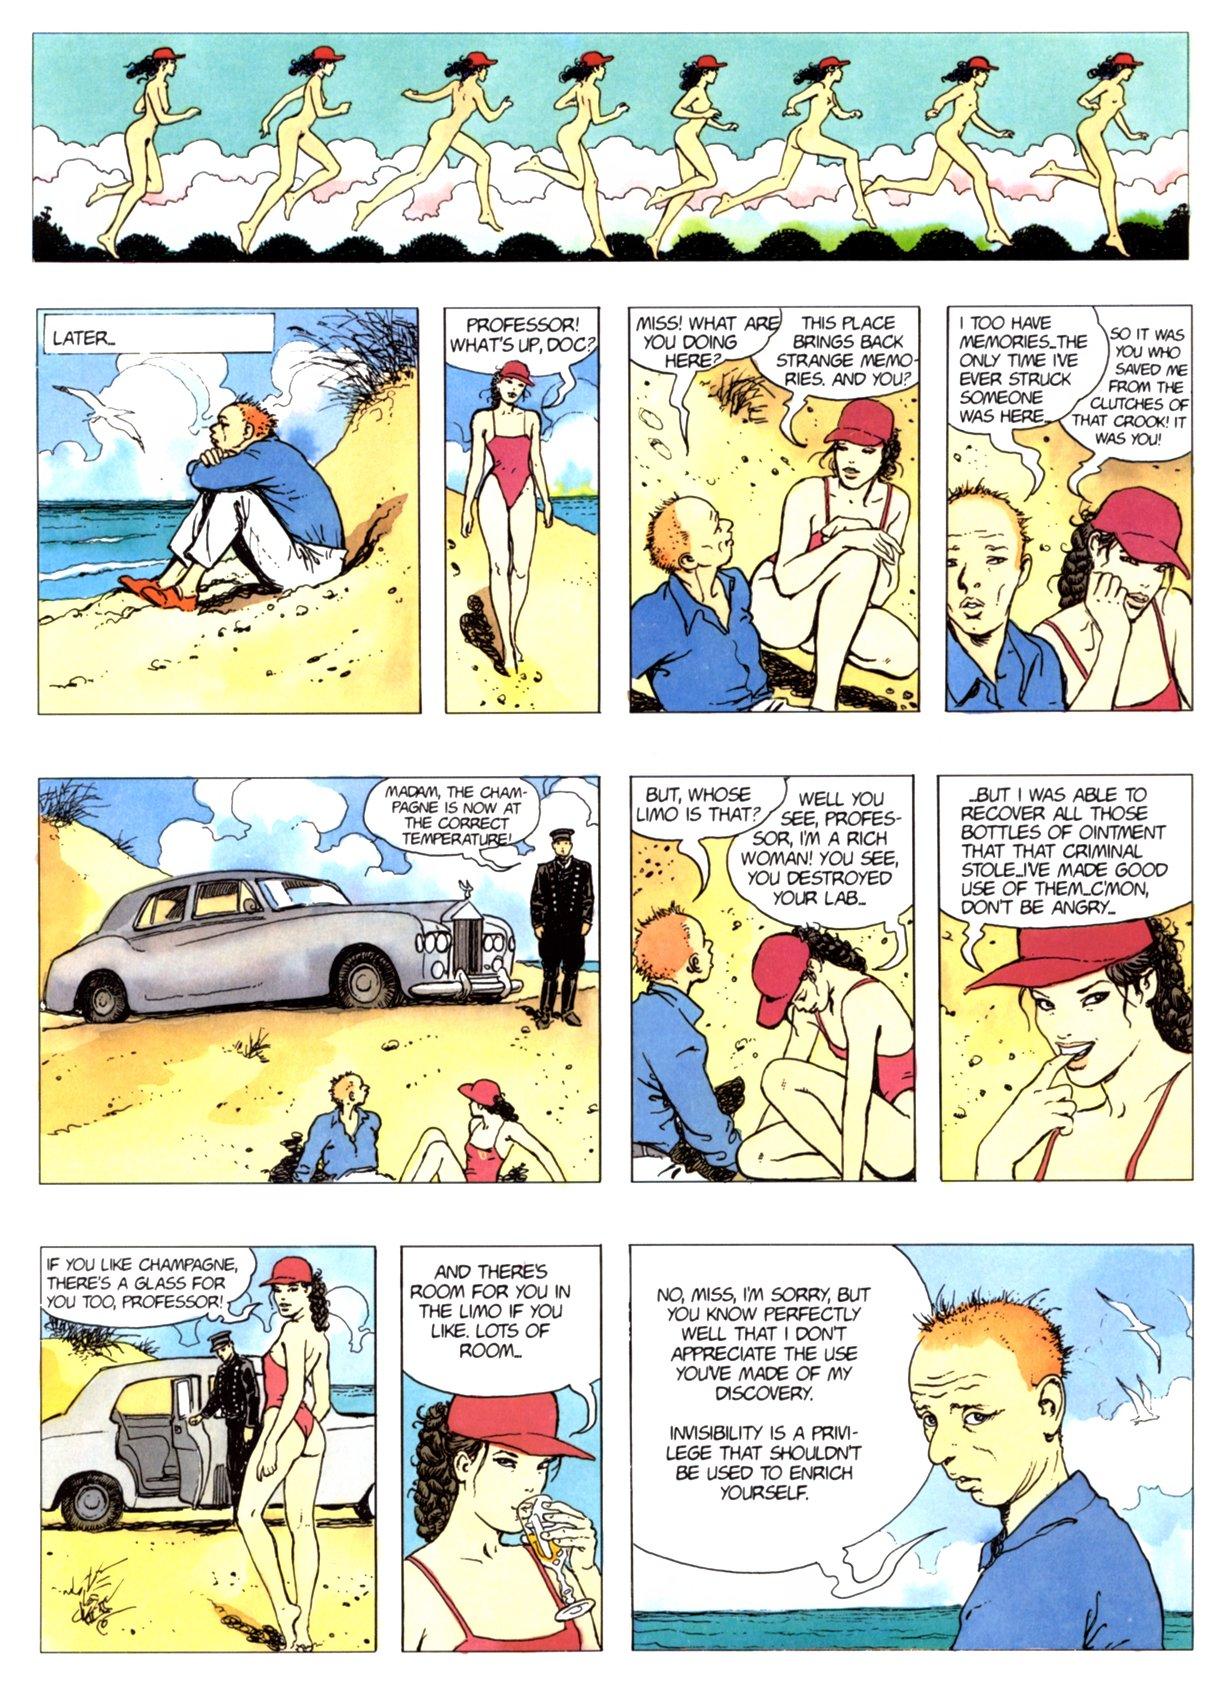 LATER...
PROFESSOR!
WHAT'S UP, DOC?
MISS! WHAT ARE
YOU DOING
HERE?
THIS PLACE
BRINGS BACK
STRANGE MEMO-
RIES. AND YOU?
I TOO HAVE
MEMORIES...THE
ONLY TIME I'VE
EVER STRUCK
SOMEONE
WAS HERE...
SO IT WAS
YOU WHO
SAVED ME
FROM THE
CLUTCHES OF
THAT CROOK! IT
WAS YOU!
MADAM, THE CHAM-
PAGNE IS NOW AT
THE CORRECT
TEMPERATURE!
BUT, WHOSE
LIMO IS THAT?
WELL YOU
SEE, PROFES-
SOR, I'M A RICH
WOMAN! YOU SEE,
YOU DESTROYED
YOUR LAB...
...BUT I WAS ABLE TO
RECOVER ALL THOSE
BOTTLES OF OINTMENT
THAT THAT CRIMINAL
STOLE...I'VE MADE GOOD
USE OF THEM...C'MON,
DON'T BE ANGRY...
IF YOU LIKE CHAMPAGNE,
THERE'S A GLASS FOR
YOU TOO, PROFESSOR!
AND THERE'S
ROOM FOR YOU IN
THE LIMO IF YOU
LIKE. LOTS OF
ROOM...
NO, MISS, I'M SORRY, BUT
YOU KNOW PERFECTLY
WELL THAT I DON'T
APPRECIATE THE USE
YOU'VE MADE OF MY
DISCOVERY.
INVISIBILITY IS A PRIVI-
LEGE THAT SHOULDN'T
BE USED TO ENRICH
YOURSELF.